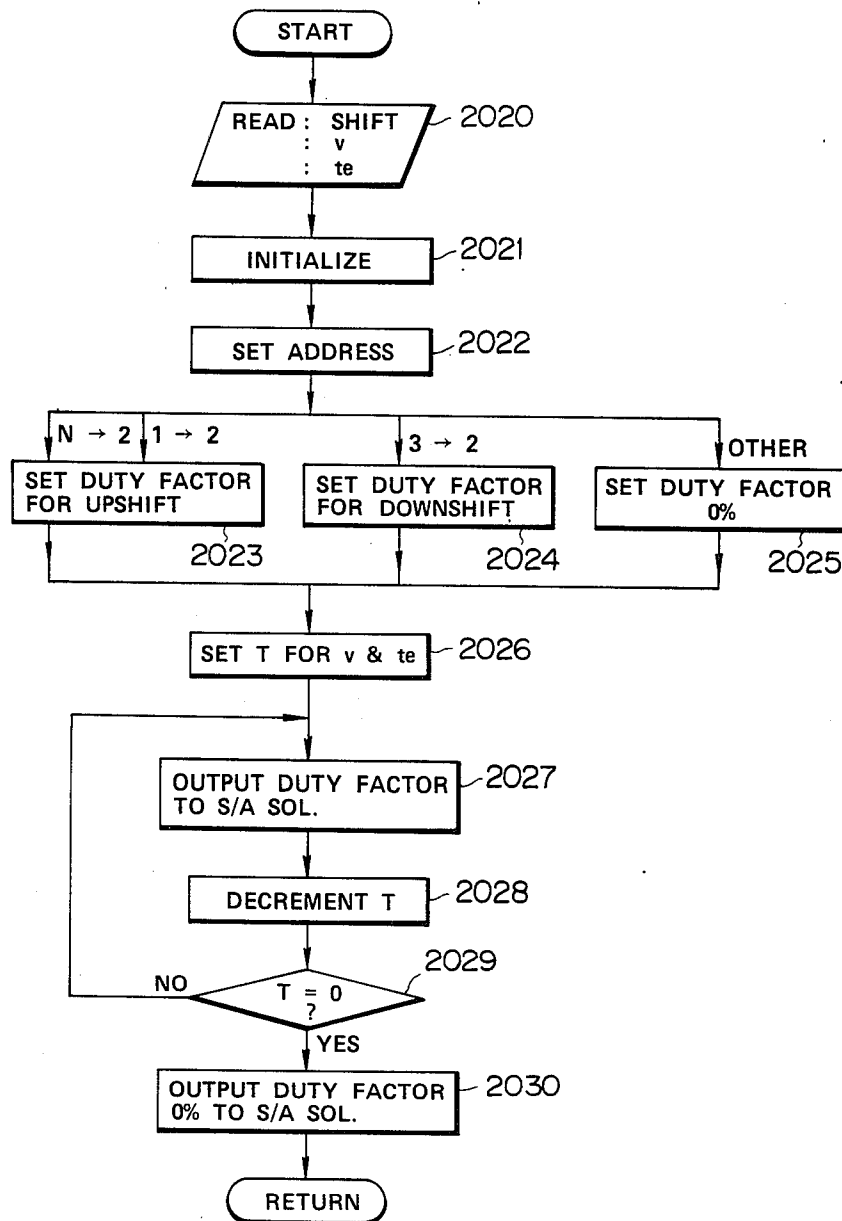 START
READ : SHIFT
: v
: te
2020
INITIALIZE
2021
SET ADDRESS
2022
N → 2
1 → 2
3 → 2
OTHER
SET DUTY FACTOR
FOR UPSHIFT
2023
SET DUTY FACTOR
FOR DOWNSHIFT
2024
SET DUTY FACTOR
0%
2025
SET T FOR v & te
2026
OUTPUT DUTY FACTOR
TO S/A SOL.
2027
DECREMENT T
2028
T = 0
?
2029
NO
YES
OUTPUT DUTY FACTOR
0% TO S/A SOL.
2030
RETURN